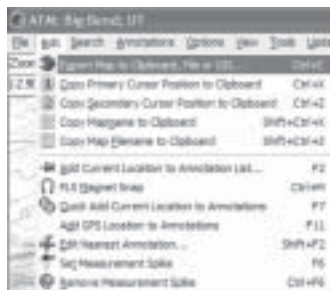 ATAK: Big Bend, UT
File Edit Search Annotations Options View Tools
Export Map to Clipboard, File or Ctrl+C
Copy Primary Cursor Position to Clipboard Ctrl+X
Copy Secondary Cursor Position to Clipboard Ctrl+Z
Copy Mapname to Clipboard Shift+Ctrl+X
Copy Map Filename to Clipboard
Add Current Location to Annotation List... F2
PLS Magnet Snap
Quick Add Current Location to Annotations F7
Add GPS Location to Annotations F11
Edit Nearest Annotation... Shift+F2
Set Measurement Spike F6
Remove Measurement Spike Ctrl+F6